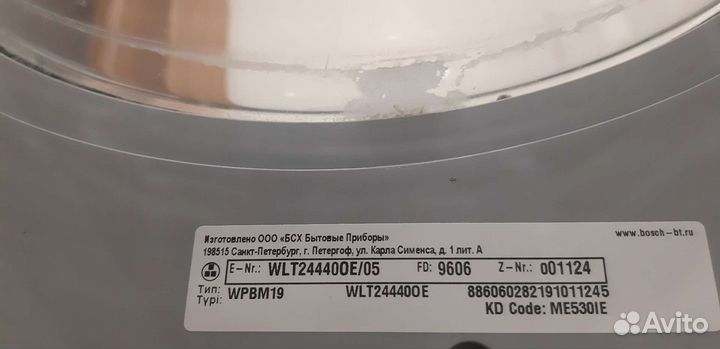 Изготовлено ООО «БСХ Бытовые Приборы»
www.bosch-bt.ru
198515 Санкт-Петербург, г. Петергоф, ул. Карла Сименса, д. 1 лит. А
E-Nr.: WLT24440OE/05 FD: 9606 Z-Nr.: 001124
Тип: WPBM19 WLT24440OE 886060282191011245
Typi: KD Code: ME530IE
Avito